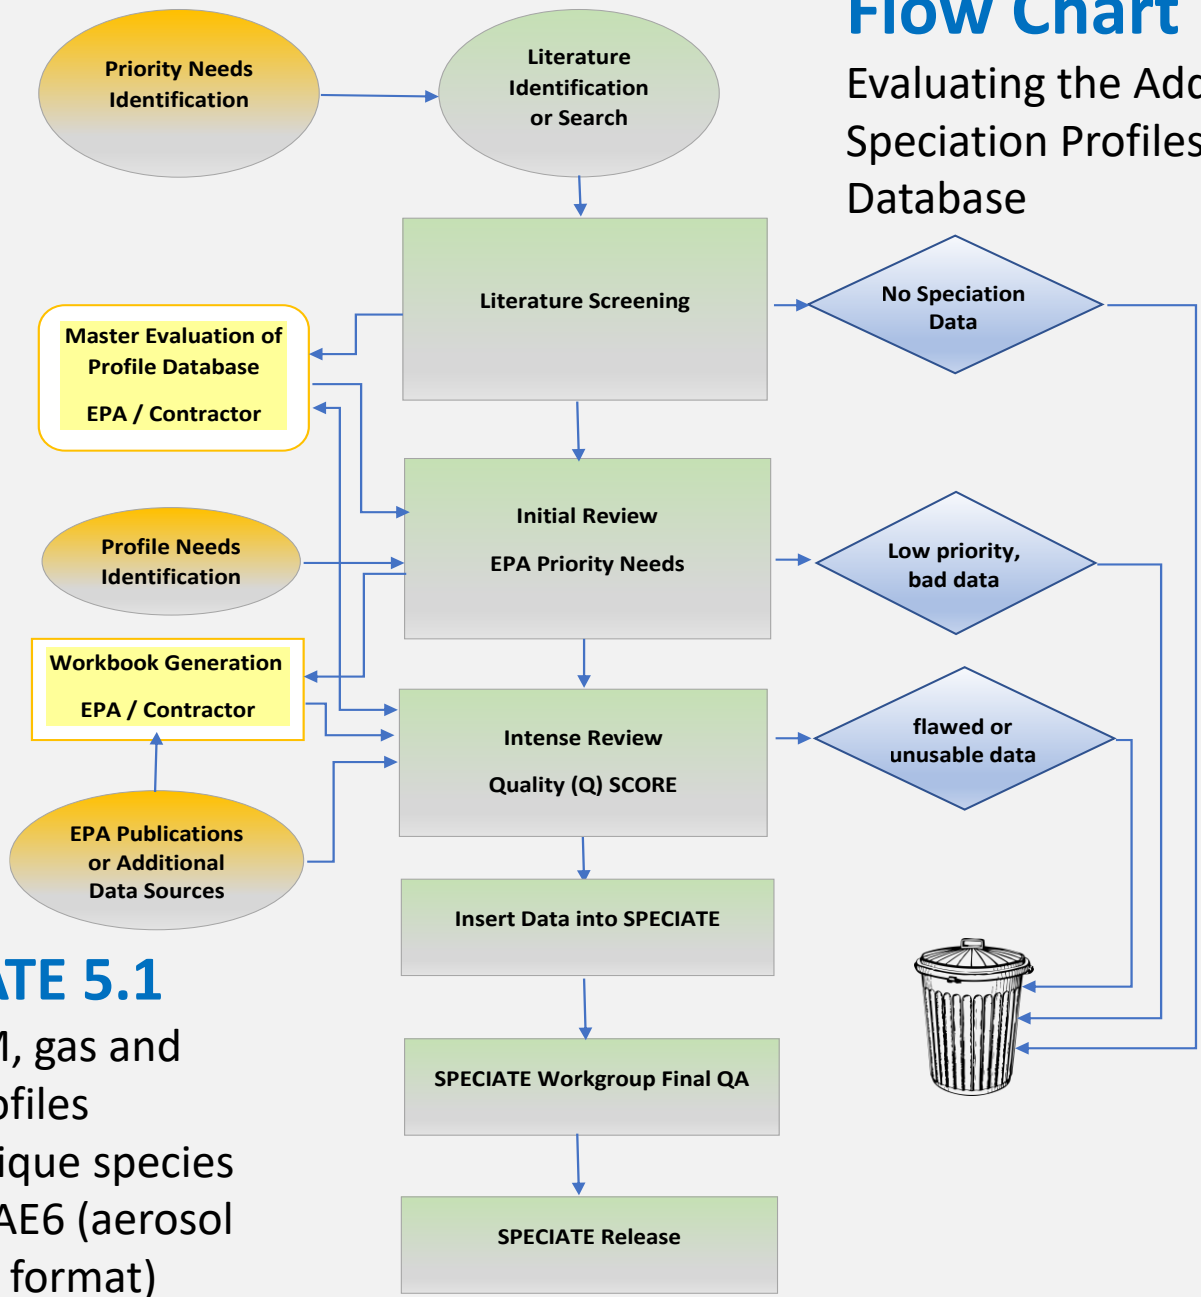 Flow Chart
Evaluating the Add
Speciation Profiles
Database
Priority Needs
Identification
Literature
Identification
or Search
Literature Screening
No Speciation
Data
Master Evaluation of
Profile Database
EPA / Contractor
Initial Review
EPA Priority Needs
Low priority,
bad data
Profile Needs
Identification
Workbook Generation
EPA / Contractor
Intense Review
Quality (Q) SCORE
flawed or
unusable data
EPA Publications
or Additional
Data Sources
Insert Data into SPECIATE
SPECIATE Workgroup Final QA
SPECIATE Release
ATE 5.1
, gas and
ofiles
ique species
AE6 (aerosol
format)